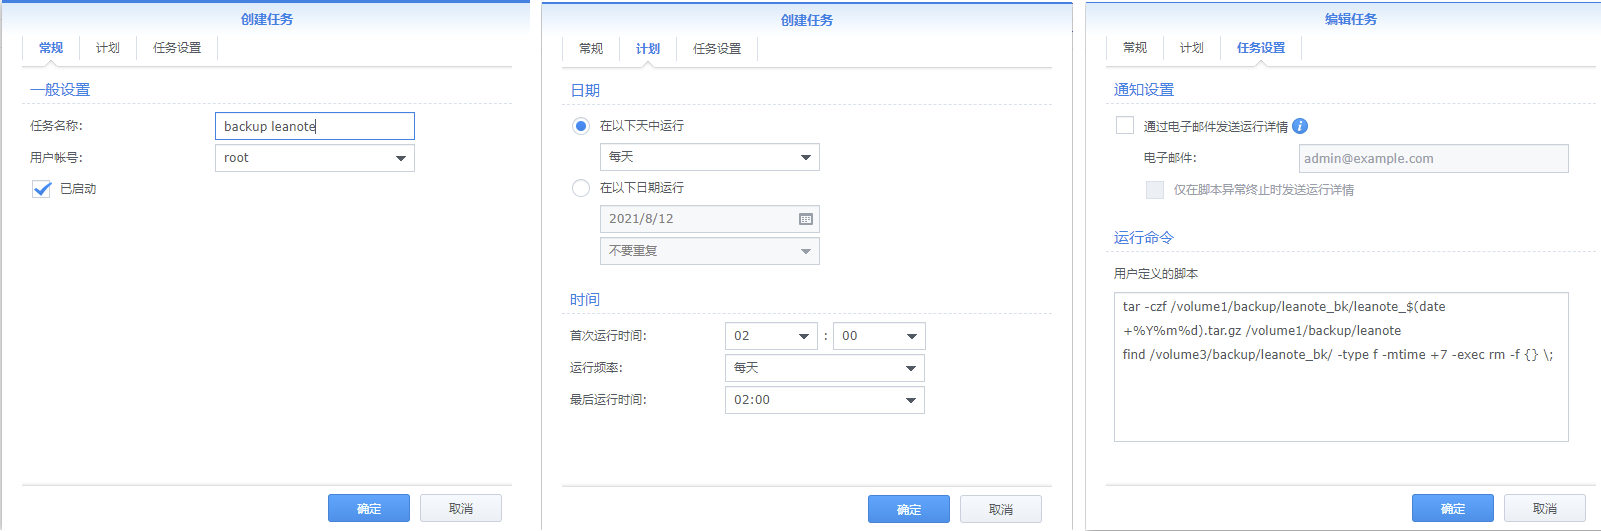 创建任务
常规 计划 任务设置
一般设置
任务名称: backup leanote
用户帐号: root
已启动
确定 取消
创建任务
常规 计划 任务设置
日期
在以下天中运行
每天
在以下日期运行
2021/8/12
不要重复
时间
首次运行时间: 02 : 00
运行频率: 每天
最后运行时间: 02:00
确定 取消
编辑任务
常规 计划 任务设置
通知设置
通过电子邮件发送运行详情 i
电子邮件: admin@example.com
仅在脚本异常终止时发送运行详情
运行命令
用户定义的脚本
tar -czf /volume1/backup/leanote_bk/leanote_$(date
+%Y%m%d).tar.gz /volume1/backup/leanote
find /volume3/backup/leanote_bk/ -type f -mtime +7 -exec rm -f {} \;
确定 取消